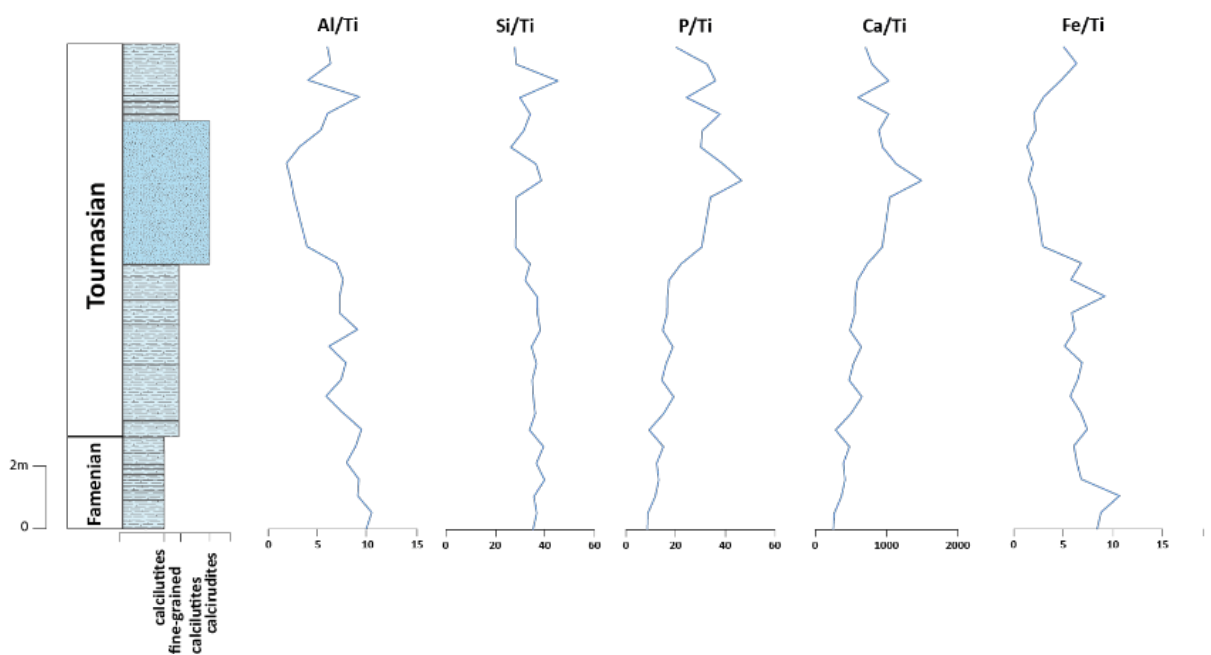 Al/Ti
Si/Ti
P/Ti
Ca/Ti
Fe/Ti
Tournasian
Famenian
2m
0
0 5 10 15
0 20 40 60
0 20 40 60
0 1000 2000
0 5 10 15
calcilutites
fine-grained
calcilutites
calcirudites